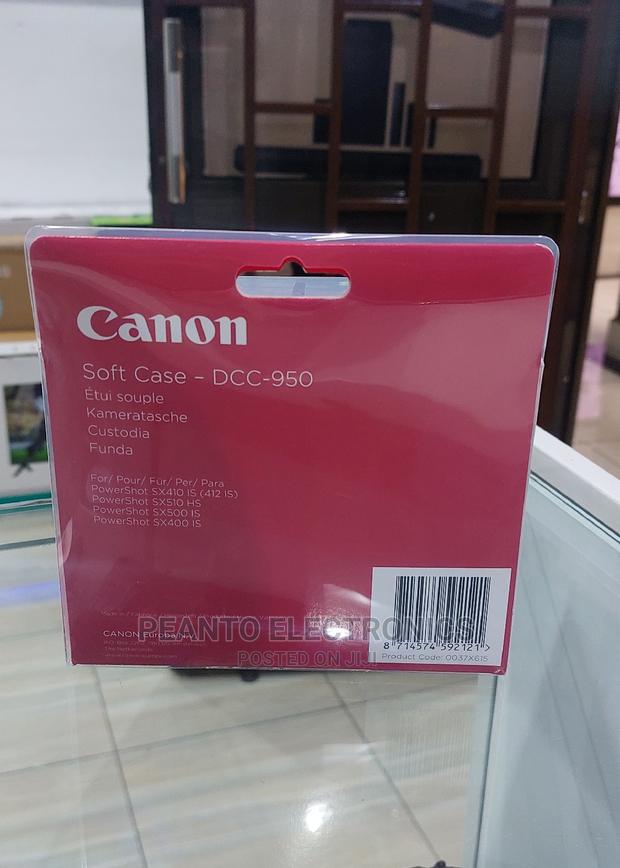 Canon
Soft Case – DCC-950
Étui souple
Kameratasche
Custodia
Funda
For/ Pour/ Für/ Per/ Para
PowerShot SX410 IS (412 IS)
PowerShot SX510 HS
PowerShot SX500 IS
PowerShot SX400 IS
CANON Europa N.V.
The Netherlands
8 714574 592121 >
Product Code: 0037X615
PEANTO ELECTRONICS
POSTED ON JIJI